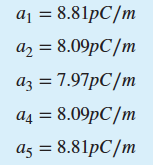 a₁ = 8.81pC/m
a₂ = 8.09pC/m
a₃ = 7.97pC/m
a₄ = 8.09pC/m
a₅ = 8.81pC/m